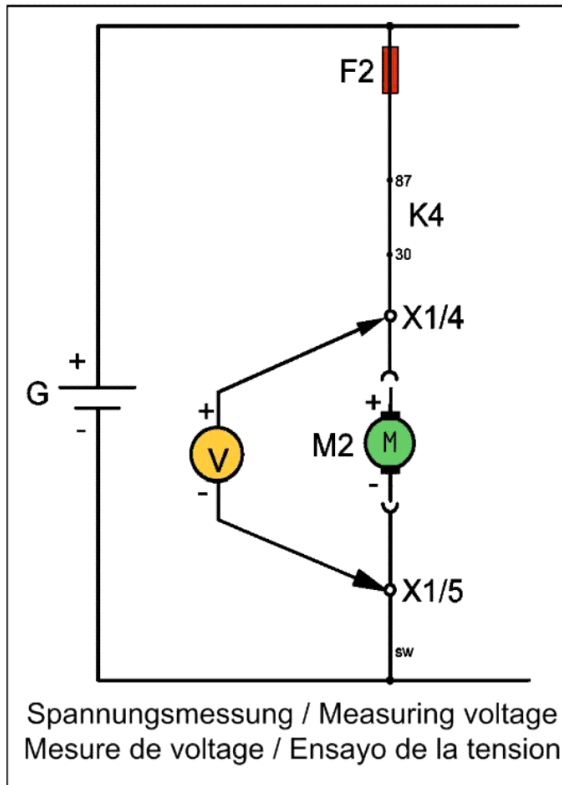 F2
87
K4
30
X1/4
+
G
-
+
V
-
+
M2 M
-
X1/5
sw
Spannungsmessung / Measuring voltage
Mesure de voltage / Ensayo de la tension